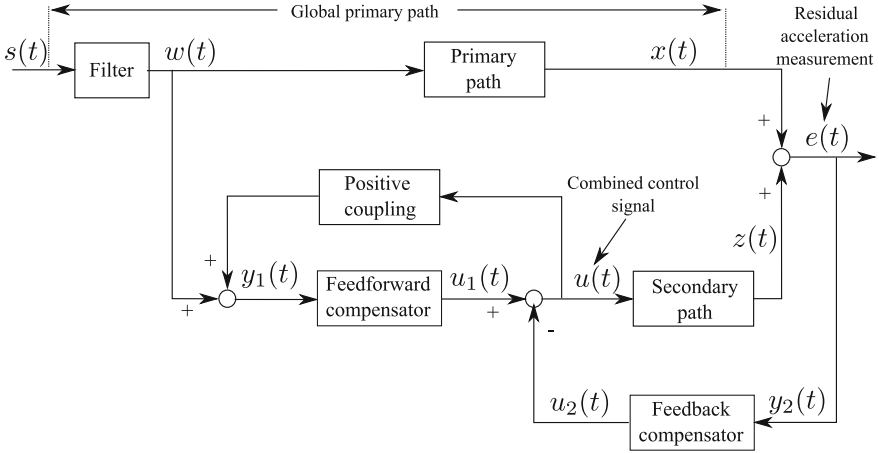 Global primary path
Residual
acceleration
measurement
s(t)
Filter
w(t)
Primary
path
x(t)
+
e(t)
+
Positive
coupling
Combined control
signal
z(t)
+
y₁(t)
Feedforward
compensator
u₁(t)
u(t)
Secondary
path
+
+
-
u₂(t)
Feedback
compensator
y₂(t)